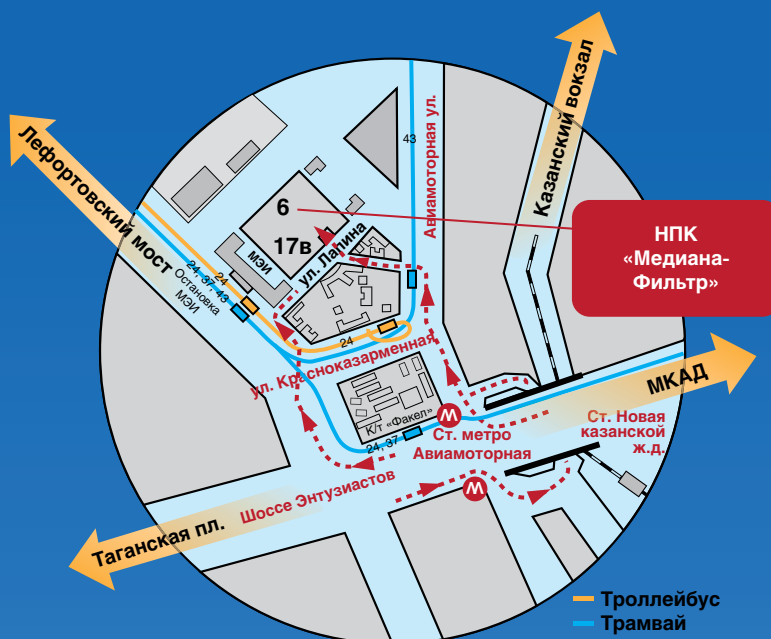 Лефортовский мост
Казанский вокзал
Авиамоторная ул.
43
6
17в
МЭИ
ул. Лапина
НПК
«Медиана-
Фильтр»
24
24, 37, 43
Остановка
МЭИ
24
ул. Красноказарменная
МКАД
К/т «Факел»
24, 37
Ст. метро
Авиамоторная
Ст. Новая
казанской
ж.д.
Таганская пл.
Шоссе Энтузиастов
Троллейбус
Трамвай